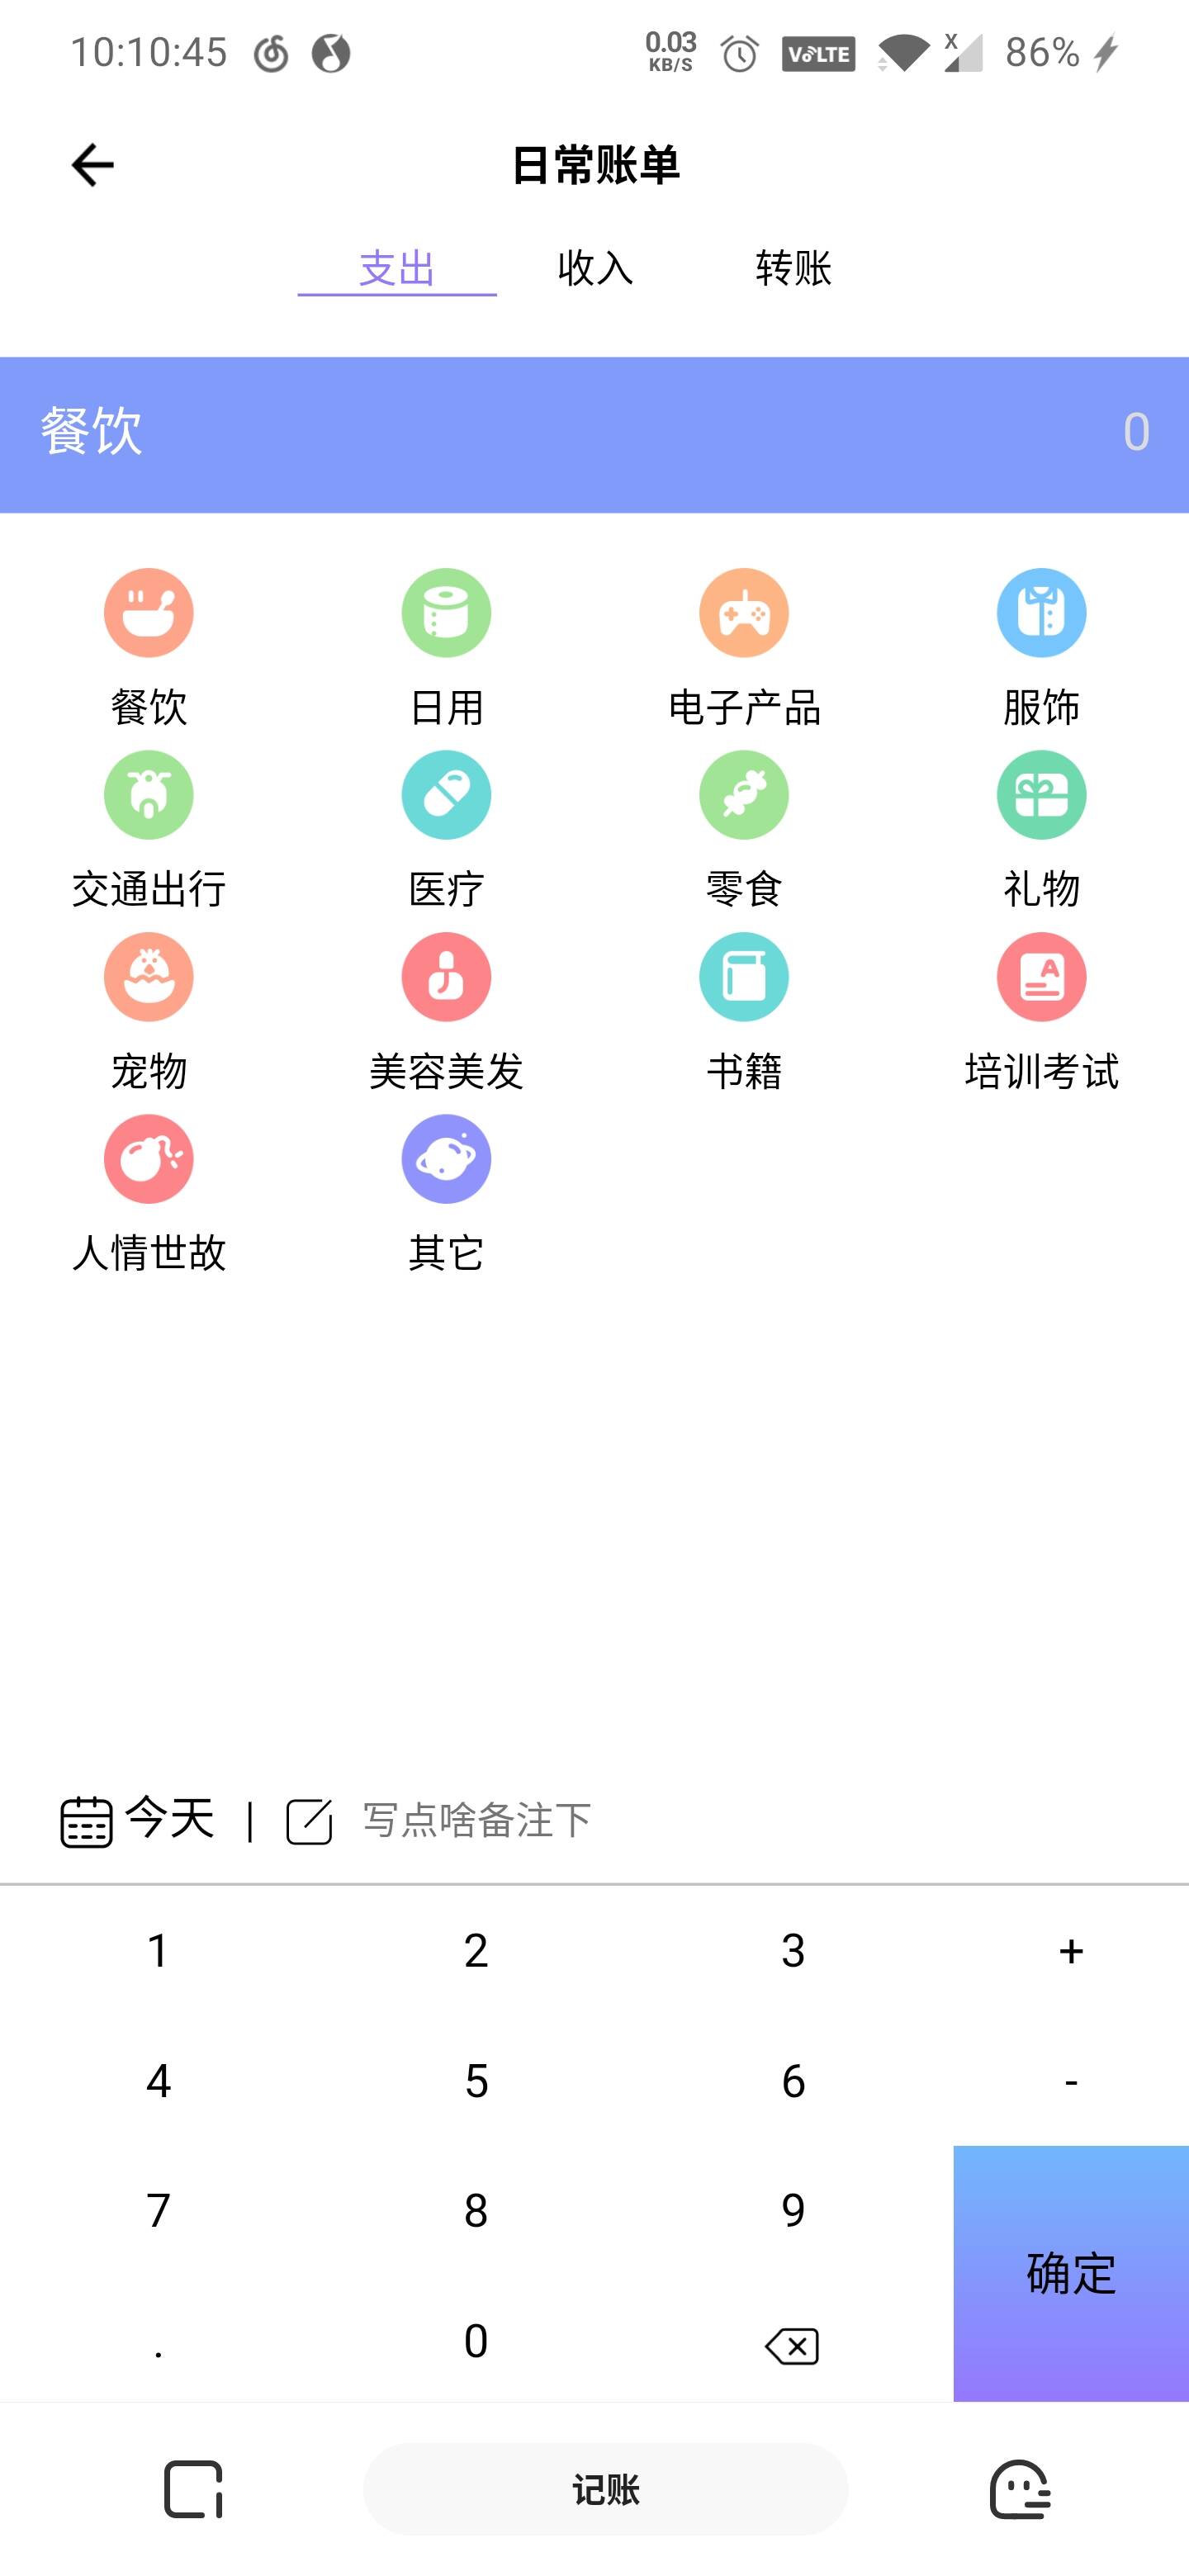 10:10:45 0.03 KB/S VoLTE X 86%
日常账单
支出 收入 转账
餐饮 0
餐饮 日用 电子产品 服饰
交通出行 医疗 零食 礼物
宠物 美容美发 书籍 培训考试
人情世故 其它
今天 | 写点啥备注下
1 2 3 +
4 5 6 -
7 8 9
确定
. 0
记账